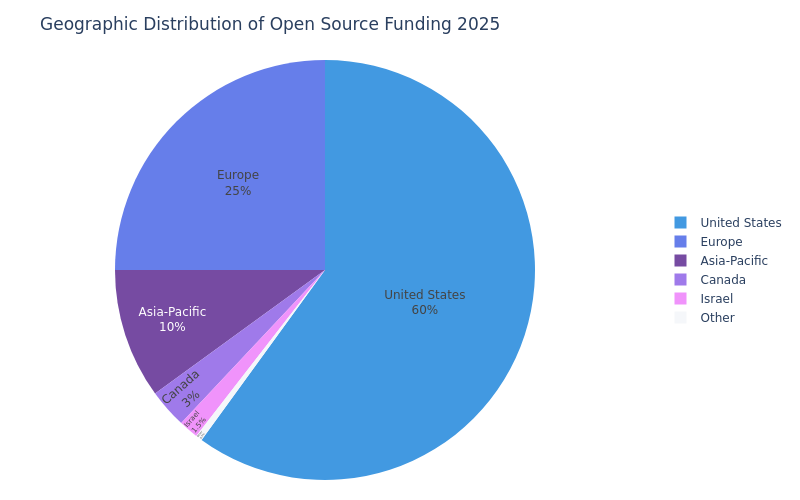 Geographic Distribution of Open Source Funding 2025
Europe
25%
United States
60%
Asia-Pacific
10%
Canada
3%
Israel
1.5%
United States
Europe
Asia-Pacific
Canada
Israel
Other